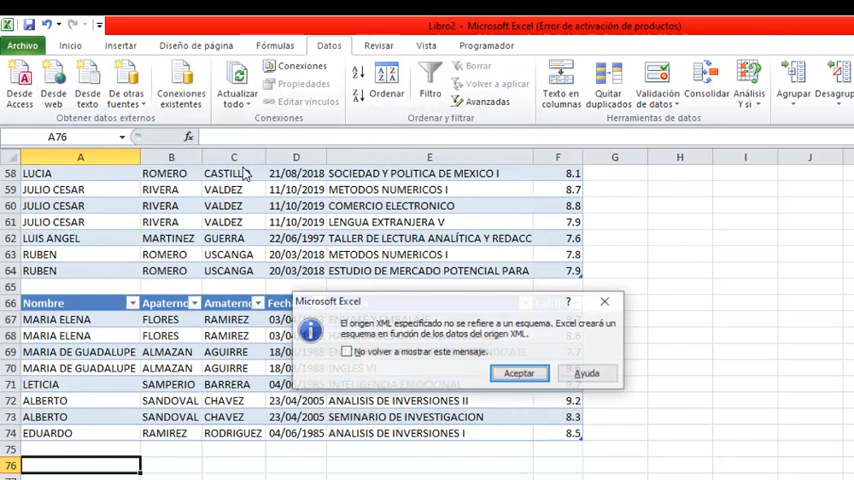 Libro2 - Microsoft Excel (Error de activación de productos)
Archivo Inicio Insertar Diseño de página Fórmulas Datos Revisar Vista Programador
Desde Access
Desde web
Desde texto
De otras fuentes
Conexiones existentes
Obtener datos externos
Actualizar todo
Conexiones
Propiedades
Editar vínculos
Conexiones
Ordenar
Filtro
Borrar
Volver a aplicar
Avanzadas
Ordenar y filtrar
Texto en columnas
Quitar duplicados
Validación de datos
Consolidar
Análisis Y si
Herramientas de datos
Agrupar
Desagrup
A76 fx
A B C D E F G H I J
58 LUCIA ROMERO 21/08/2018 SOCIEDAD Y POLITICA DE MEXICO I 8.1
59 JULIO CESAR RIVERA VALDEZ 11/10/2019 METODOS NUMERICOS I 8.7
60 JULIO CESAR RIVERA VALDEZ 11/10/2019 COMERCIO ELECTRONICO 8.8
61 JULIO CESAR RIVERA VALDEZ 11/10/2019 LENGUA EXTRANJERA V 7.9
62 LUIS ANGEL MARTINEZ GUERRA 22/06/1997 TALLER DE LECTURA ANALÍTICA Y REDACC 7.6
63 RUBEN ROMERO USCANGA 20/03/2018 METODOS NUMERICOS I 7.8
64 RUBEN ROMERO USCANGA 20/03/2018 ESTUDIO DE MERCADO POTENCIAL PARA 7.9
65
66 Nombre Apaterno Amaterno
67 MARIA ELENA FLORES RAMIREZ
68 MARIA ELENA FLORES RAMIREZ
69 MARIA DE GUADALUPE ALMAZAN AGUIRRE
70 MARIA DE GUADALUPE ALMAZAN AGUIRRE
71 LETICIA SAMPERIO BARRERA
72 ALBERTO SANDOVAL CHAVEZ 23/04/2005 ANALISIS DE INVERSIONES II 9.2
73 ALBERTO SANDOVAL CHAVEZ 23/04/2005 SEMINARIO DE INVESTIGACION 8.3
74 EDUARDO RAMIREZ RODRIGUEZ 04/06/1985 ANALISIS DE INVERSIONES I 8.5
75
76
Microsoft Excel ?
El origen XML especificado no se refiere a un esquema. Excel creará un
esquema en función de los datos del origen XML.
No volver a mostrar este mensaje.
Aceptar Ayuda